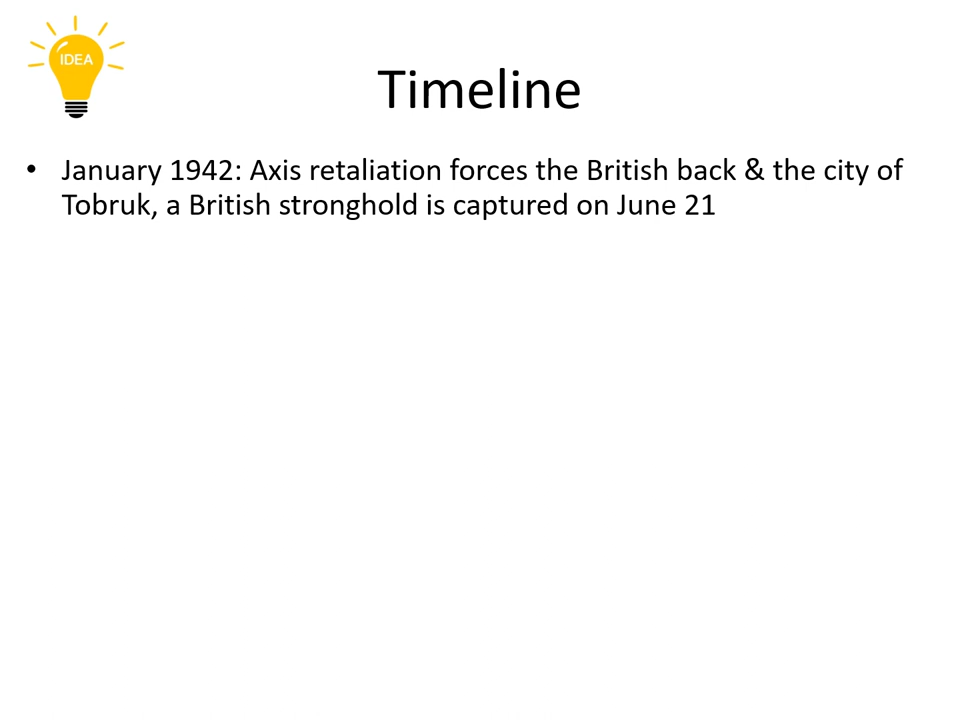 IDEA
Timeline
• January 1942: Axis retaliation forces the British back & the city of
Tobruk, a British stronghold is captured on June 21